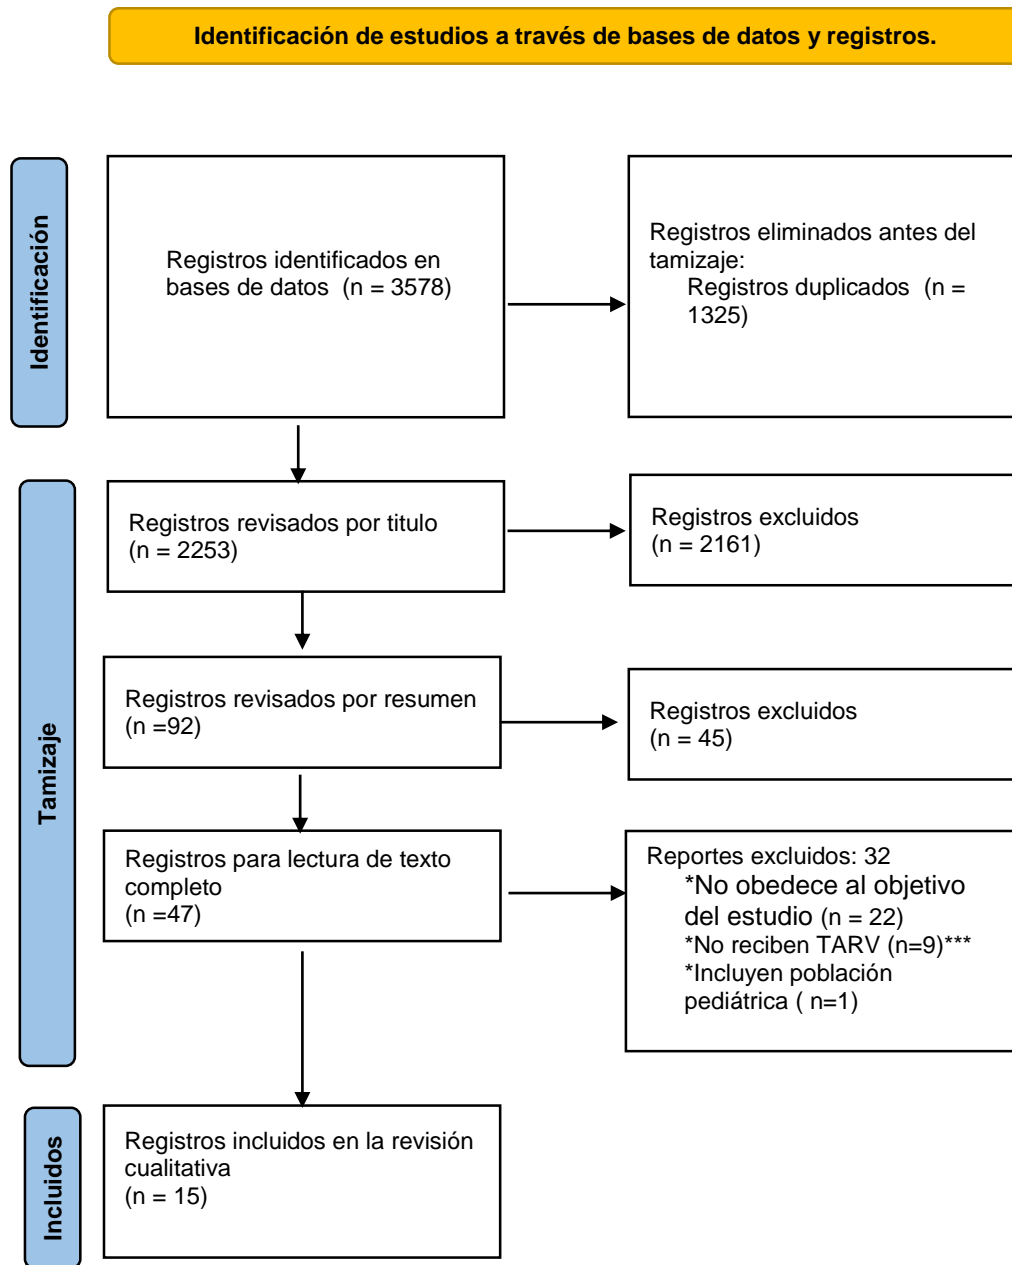 Identificación de estudios a través de bases de datos y registros.
Identificación
Registros identificados en
bases de datos  (n = 3578)
Registros eliminados antes del
tamizaje:
Registros duplicados  (n =
1325)
Tamizaje
Registros revisados por titulo
(n = 2253)
Registros excluidos
(n = 2161)
Registros revisados por resumen
(n =92)
Registros excluidos
(n = 45)
Registros para lectura de texto
completo
(n =47)
Reportes excluidos: 32
*No obedece al objetivo
del estudio (n = 22)
*No reciben TARV (n=9)***
*Incluyen población
pediátrica ( n=1)
Incluidos
Registros incluidos en la revisión
cualitativa
(n = 15)